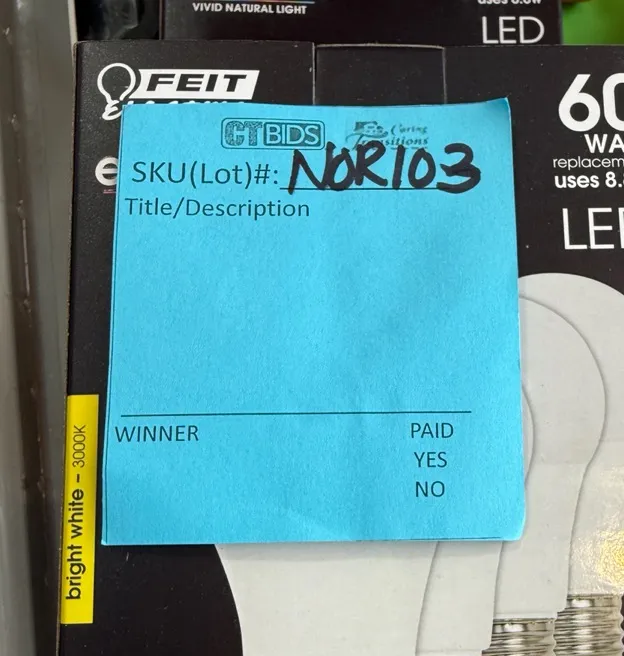 VIVID NATURAL LIGHT
LED
FEIT
CTBIDS
Caring
SKU(Lot)#: NOR103
Title/Description
WINNER
PAID
YES
NO
60
WA
replacem
uses 8.8
LE
bright white – 3000K